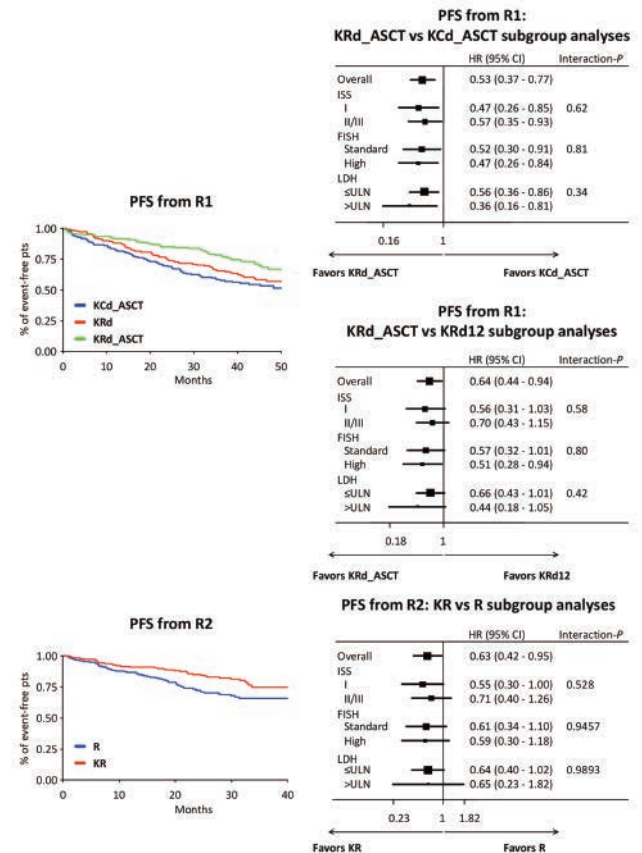 PFS from R1:
KRd_ASCT vs KCd_ASCT subgroup analyses
HR (95% CI) Interaction-P
Overall 0.53 (0.37 - 0.77)
ISS
I 0.47 (0.26 - 0.85) 0.62
II/III 0.57 (0.35 - 0.93)
FISH
Standard 0.52 (0.30 - 0.91) 0.81
High 0.47 (0.26 - 0.84)
LDH
≤ULN 0.56 (0.36 - 0.86) 0.34
>ULN 0.36 (0.16 - 0.81)
0.16 1
Favors KRd_ASCT Favors KCd_ASCT
PFS from R1
% of event-free pts
1.00
0.75
0.50
0.25
0.00
KCd_ASCT
KRd
KRd_ASCT
0 10 20 30 40 50
Months
PFS from R1:
KRd_ASCT vs KRd12 subgroup analyses
HR (95% CI) Interaction-P
Overall 0.64 (0.44 - 0.94)
ISS
I 0.56 (0.31 - 1.03) 0.58
II/III 0.70 (0.43 - 1.15)
FISH
Standard 0.57 (0.32 - 1.01) 0.80
High 0.51 (0.28 - 0.94)
LDH
≤ULN 0.66 (0.43 - 1.01) 0.42
>ULN 0.44 (0.18 - 1.05)
0.18 1
Favors KRd_ASCT Favors KRd12
PFS from R2
% of event-free pts
1.00
0.75
0.50
0.25
0.00
R
KR
0 10 20 30 40
Months
PFS from R2: KR vs R subgroup analyses
HR (95% CI) Interaction-P
Overall 0.63 (0.42 - 0.95)
ISS
I 0.55 (0.30 - 1.00) 0.528
II/III 0.71 (0.40 - 1.26)
FISH
Standard 0.61 (0.34 - 1.10) 0.9457
High 0.59 (0.30 - 1.18)
LDH
≤ULN 0.64 (0.40 - 1.02) 0.9893
>ULN 0.65 (0.23 - 1.82)
0.23 1 1.82
Favors KR Favors R